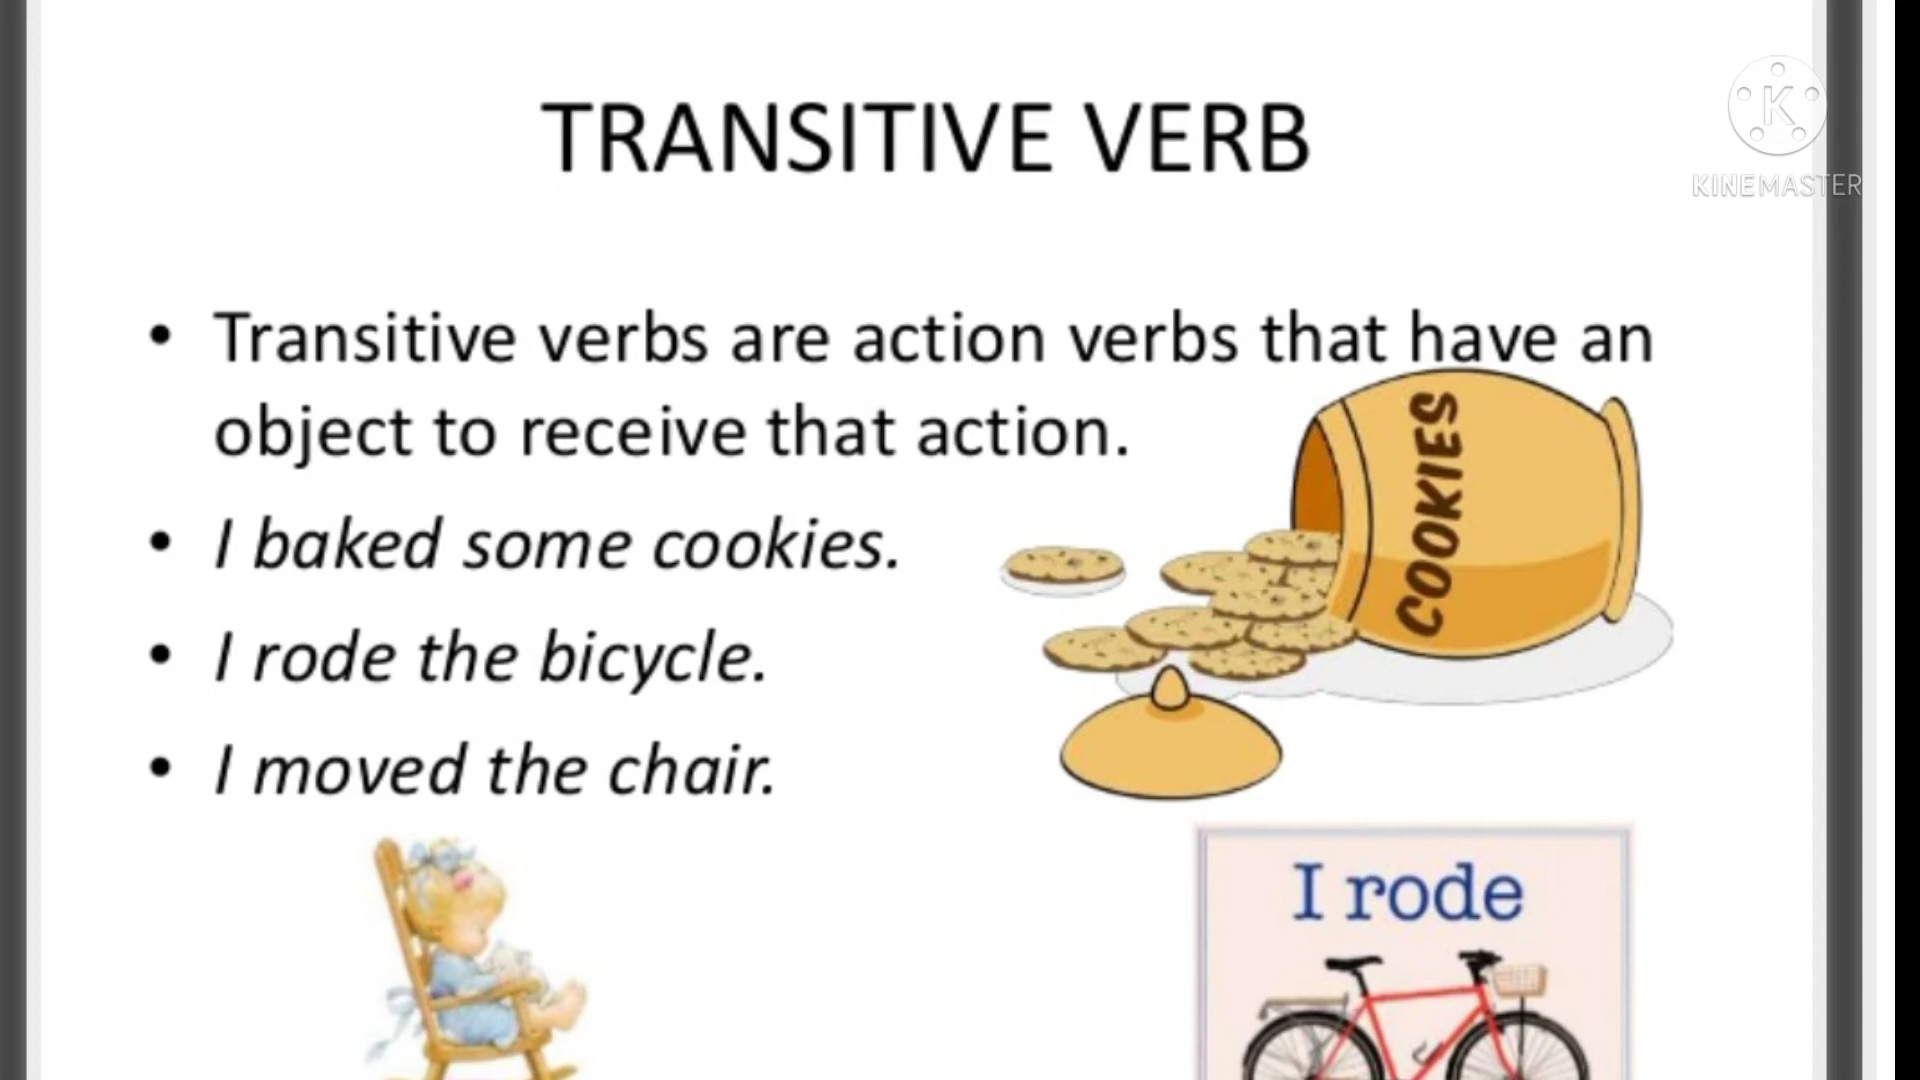 TRANSITIVE VERB
KINEMASTER
• Transitive verbs are action verbs that have an
object to receive that action.
• I baked some cookies.
• I rode the bicycle.
• I moved the chair.
COOKIES
I rode